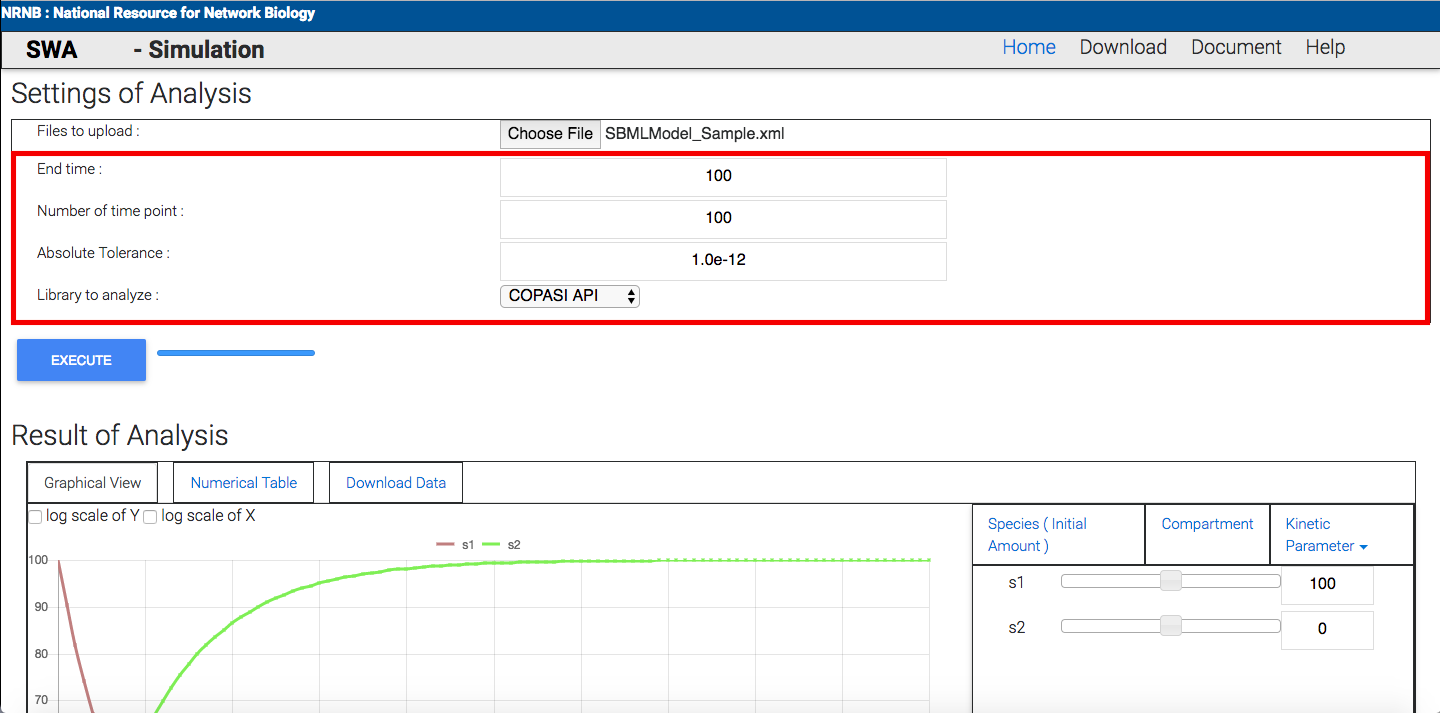 NRNB : National Resource for Network Biology
SWA - Simulation
Home Download Document Help
Settings of Analysis
Files to upload : Choose File SBMLModel_Sample.xml
End time : 100
Number of time point : 100
Absolute Tolerance : 1.0e-12
Library to analyze : COPASI API
EXECUTE
Result of Analysis
Graphical View Numerical Table Download Data
log scale of Y log scale of X
s1 s2
100
90
80
70
Species ( Initial Amount ) Compartment Kinetic Parameter
s1 100
s2 0